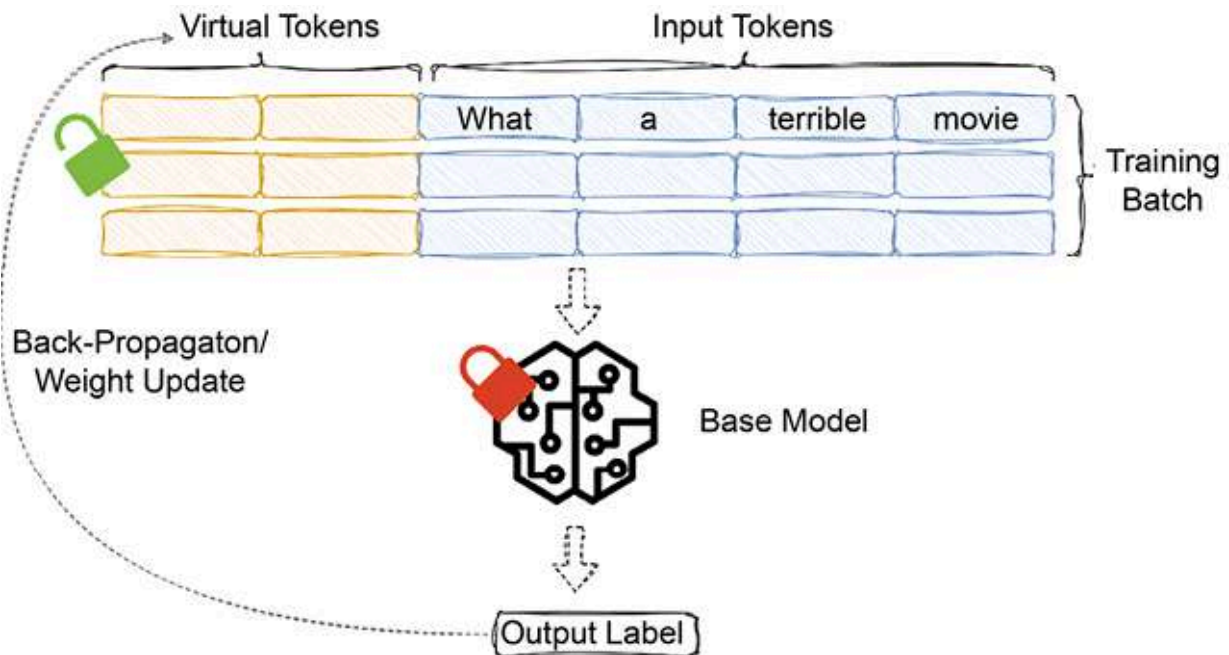 Virtual Tokens
Input Tokens
What a terrible movie
Training
Batch
Back-Propagaton/
Weight Update
Base Model
Output Label